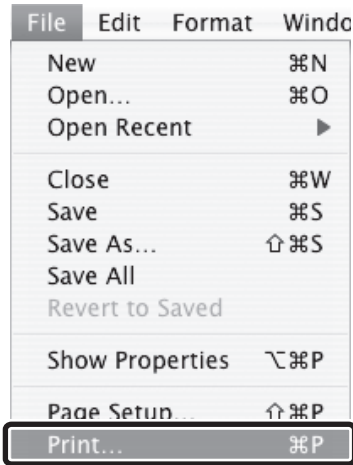 File Edit Format Windo
New ⌘N
Open... ⌘O
Open Recent ▶
Close ⌘W
Save ⌘S
Save As... ⇧⌘S
Save All
Revert to Saved
Show Properties ⌥⌘P
Page Setup... ⇧⌘P
Print... ⌘P